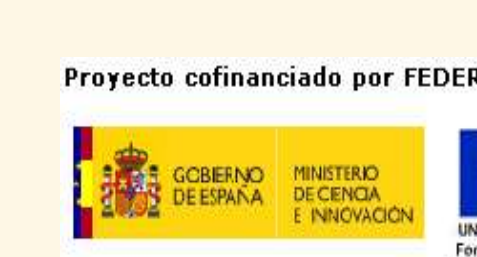 Proyecto cofinanciado por FEDER
GOBIERNO
DE ESPAÑA
MINISTERIO
DE CIENCIA
E INNOVACIÓN